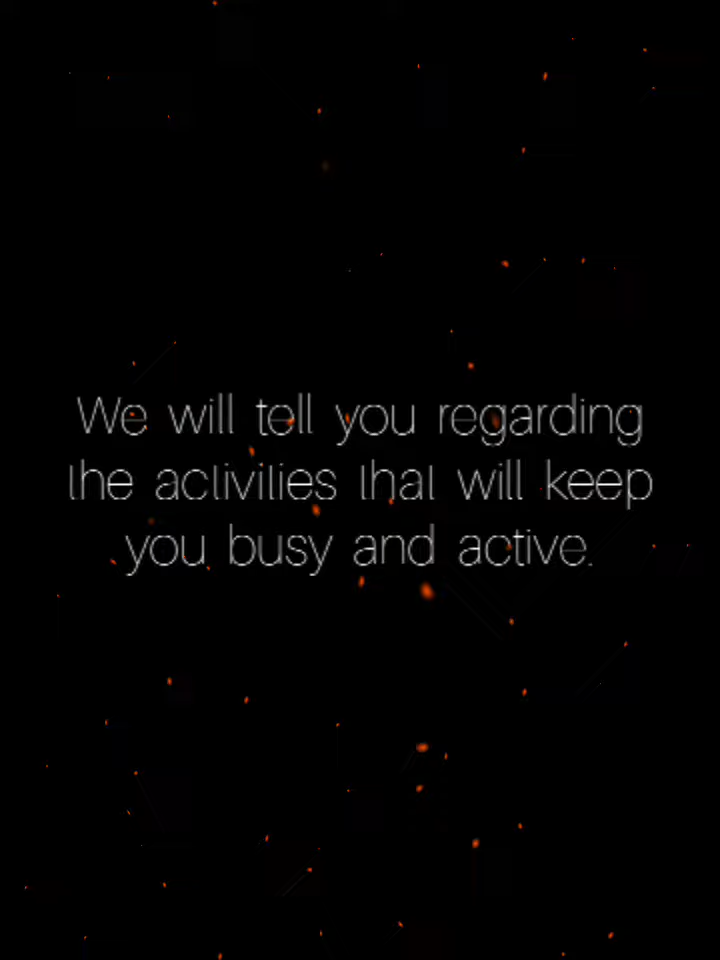 We will tell you regarding
the activities that will keep
you busy and active.